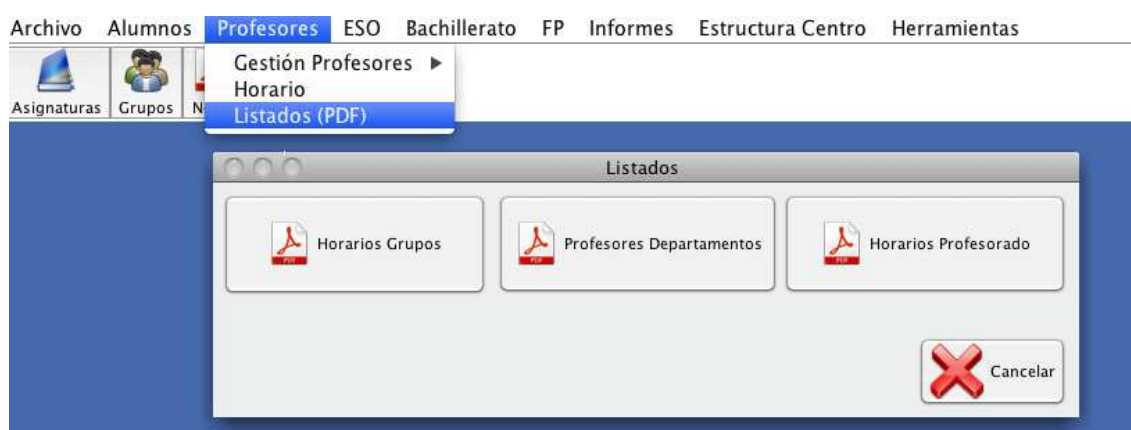 Archivo Alumnos Profesores ESO Bachillerato FP Informes Estructura Centro Herramientas
Gestión Profesores
Horario
Listados (PDF)
Asignaturas Grupos
Listados
Horarios Grupos Profesores Departamentos Horarios Profesorado
Cancelar